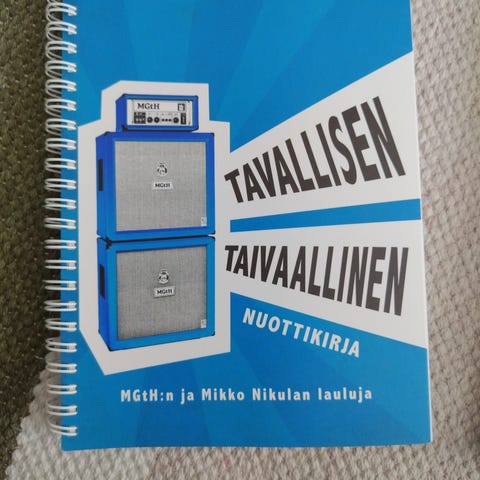 MGtH
MGtH
MGtH
TAVALLISEN
TAIVAALLINEN
NUOTTIKIRJA
MGtH:n ja Mikko Nikulan lauluja